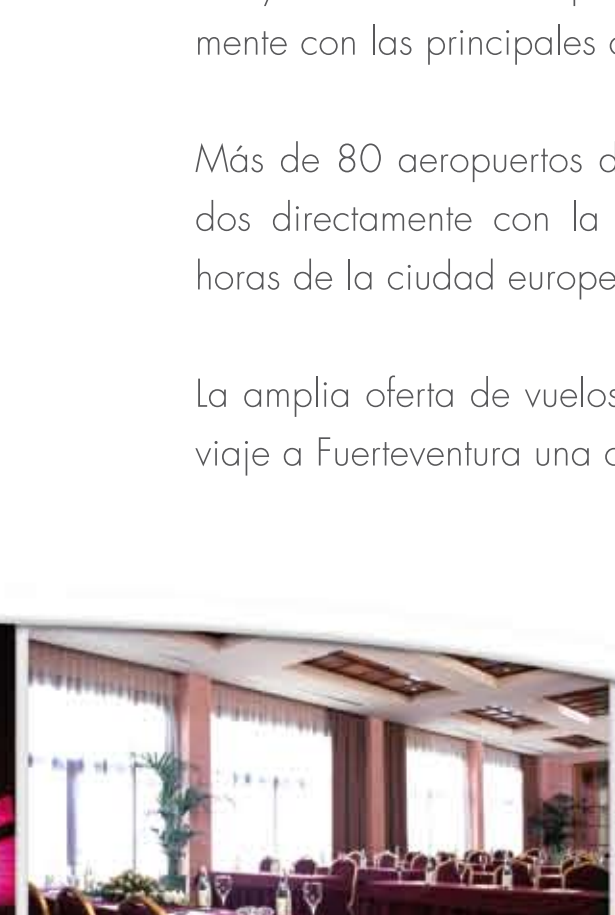 mente con las principales
Más de 80 aeropuertos
dos directamente con la
horas de la ciudad
La amplia oferta de vuelos
viaje a Fuerteventura una